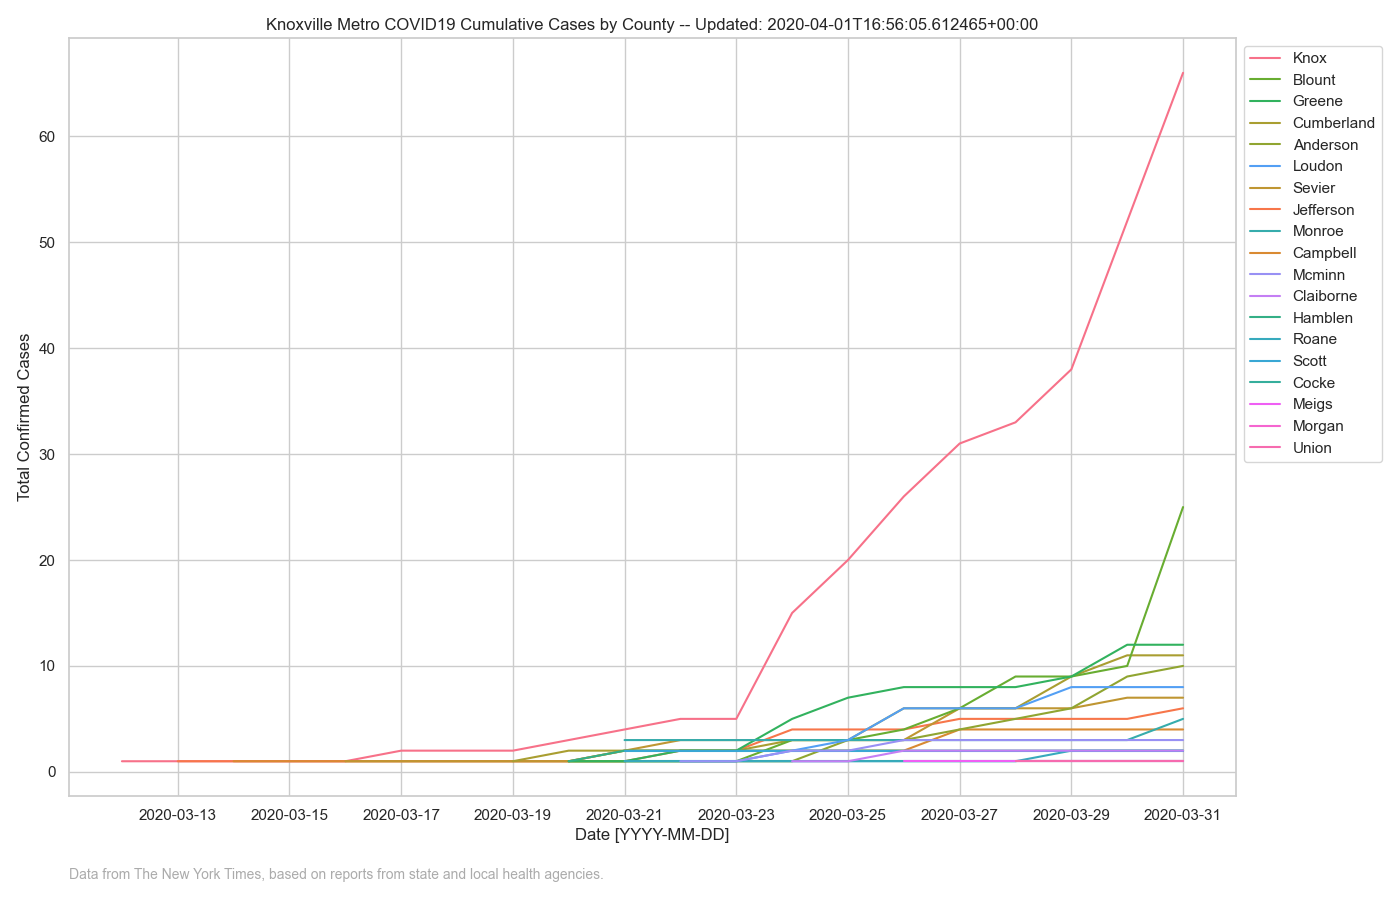 Knoxville Metro COVID19 Cumulative Cases by County -- Updated: 2020-04-01T16:56:05.612465+00:00
Total Confirmed Cases
60
50
40
30
20
10
0
2020-03-13 2020-03-15 2020-03-17 2020-03-19 2020-03-21 2020-03-23 2020-03-25 2020-03-27 2020-03-29 2020-03-31
Date [YYYY-MM-DD]
Knox
Blount
Greene
Cumberland
Anderson
Loudon
Sevier
Jefferson
Monroe
Campbell
Mcminn
Claiborne
Hamblen
Roane
Scott
Cocke
Meigs
Morgan
Union
Data from The New York Times, based on reports from state and local health agencies.